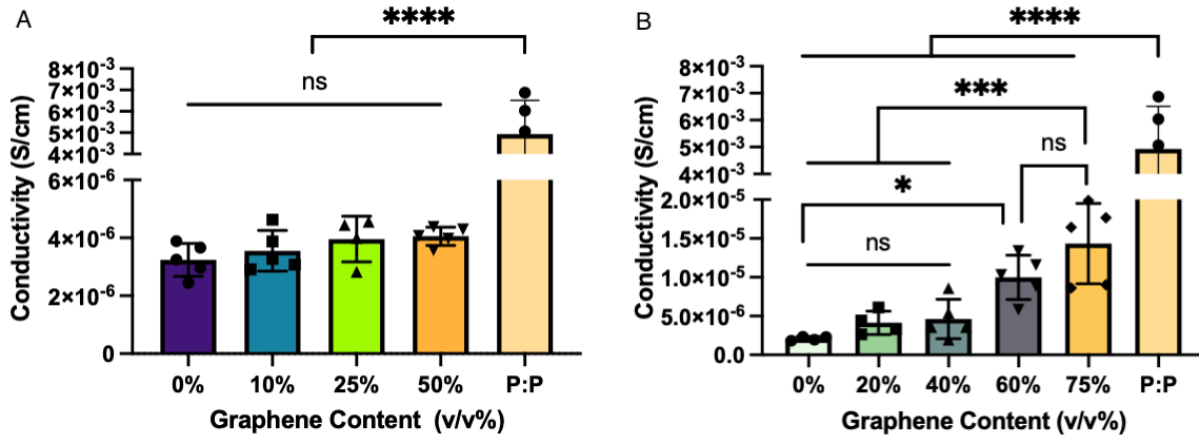 A
****
ns
Conductivity (S/cm)
8×10⁻³
7×10⁻³
6×10⁻³
5×10⁻³
4×10⁻³
6×10⁻⁶
4×10⁻⁶
2×10⁻⁶
0
0% 10% 25% 50% P:P
Graphene Content (v/v%)
B
****
***
ns
*
ns
Conductivity (S/cm)
8×10⁻³
7×10⁻³
6×10⁻³
5×10⁻³
4×10⁻³
2.0×10⁻⁵
1.5×10⁻⁵
1.0×10⁻⁵
5.0×10⁻⁶
0.0
0% 20% 40% 60% 75% P:P
Graphene Content (v/v%)